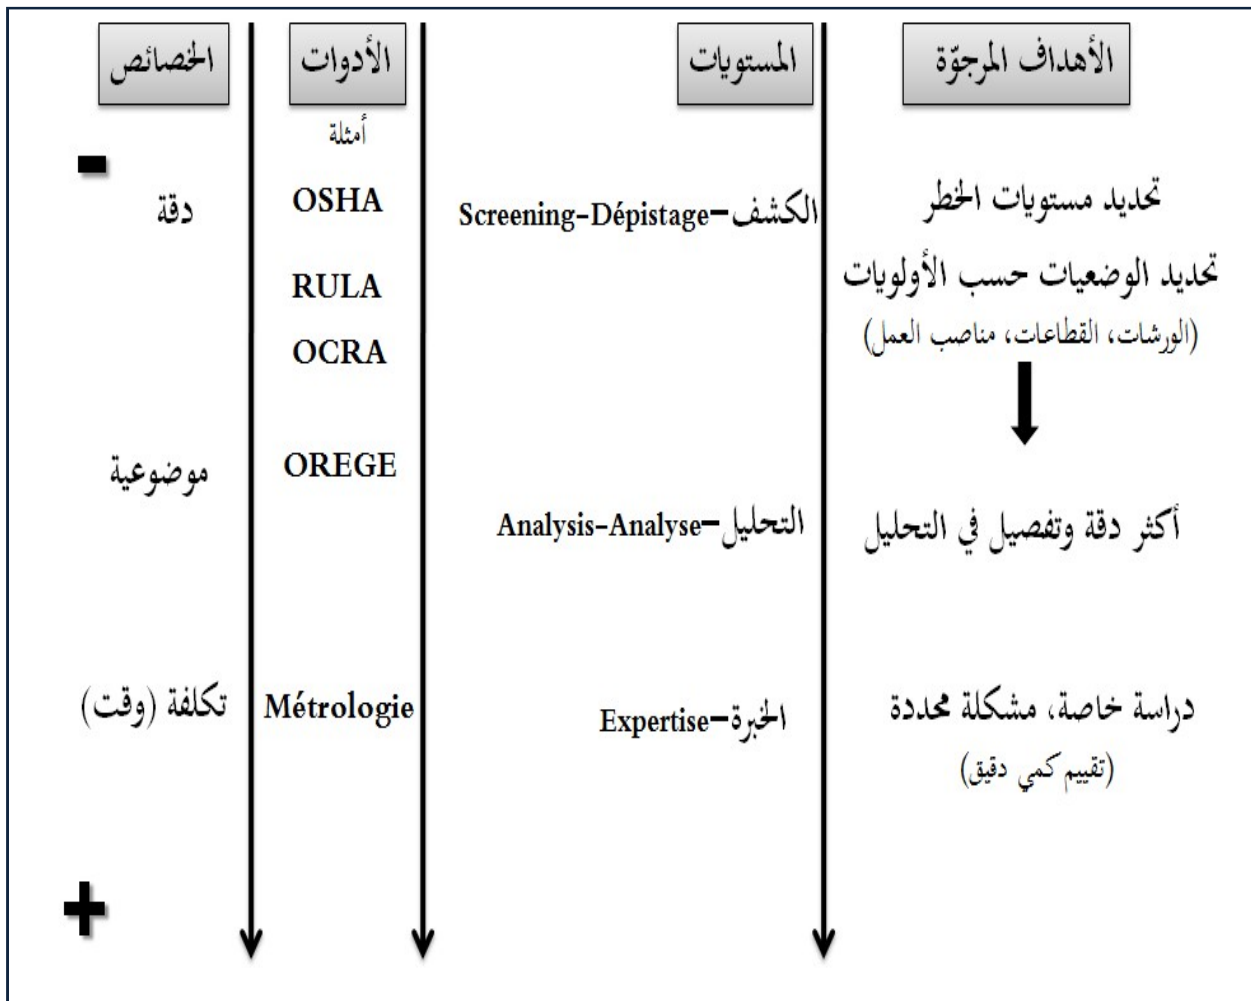 الأهداف المرجوّة
المستويات
الأدوات
الخصائص
أمثلة
-
تحديد مستويات الخطر
الكشف-Screening-Dépistage
OSHA
دقة
تحديد الوضعيات حسب الأولويات
RULA
(الورشات، القطاعات، مناصب العمل)
OCRA
OREGE
موضوعية
أكثر دقة وتفصيل في التحليل
التحليل-Analysis-Analyse
دراسة خاصة، مشكلة محددة
الخبرة-Expertise
Métrologie
تكلفة (وقت)
(تقييم كمي دقيق)
+